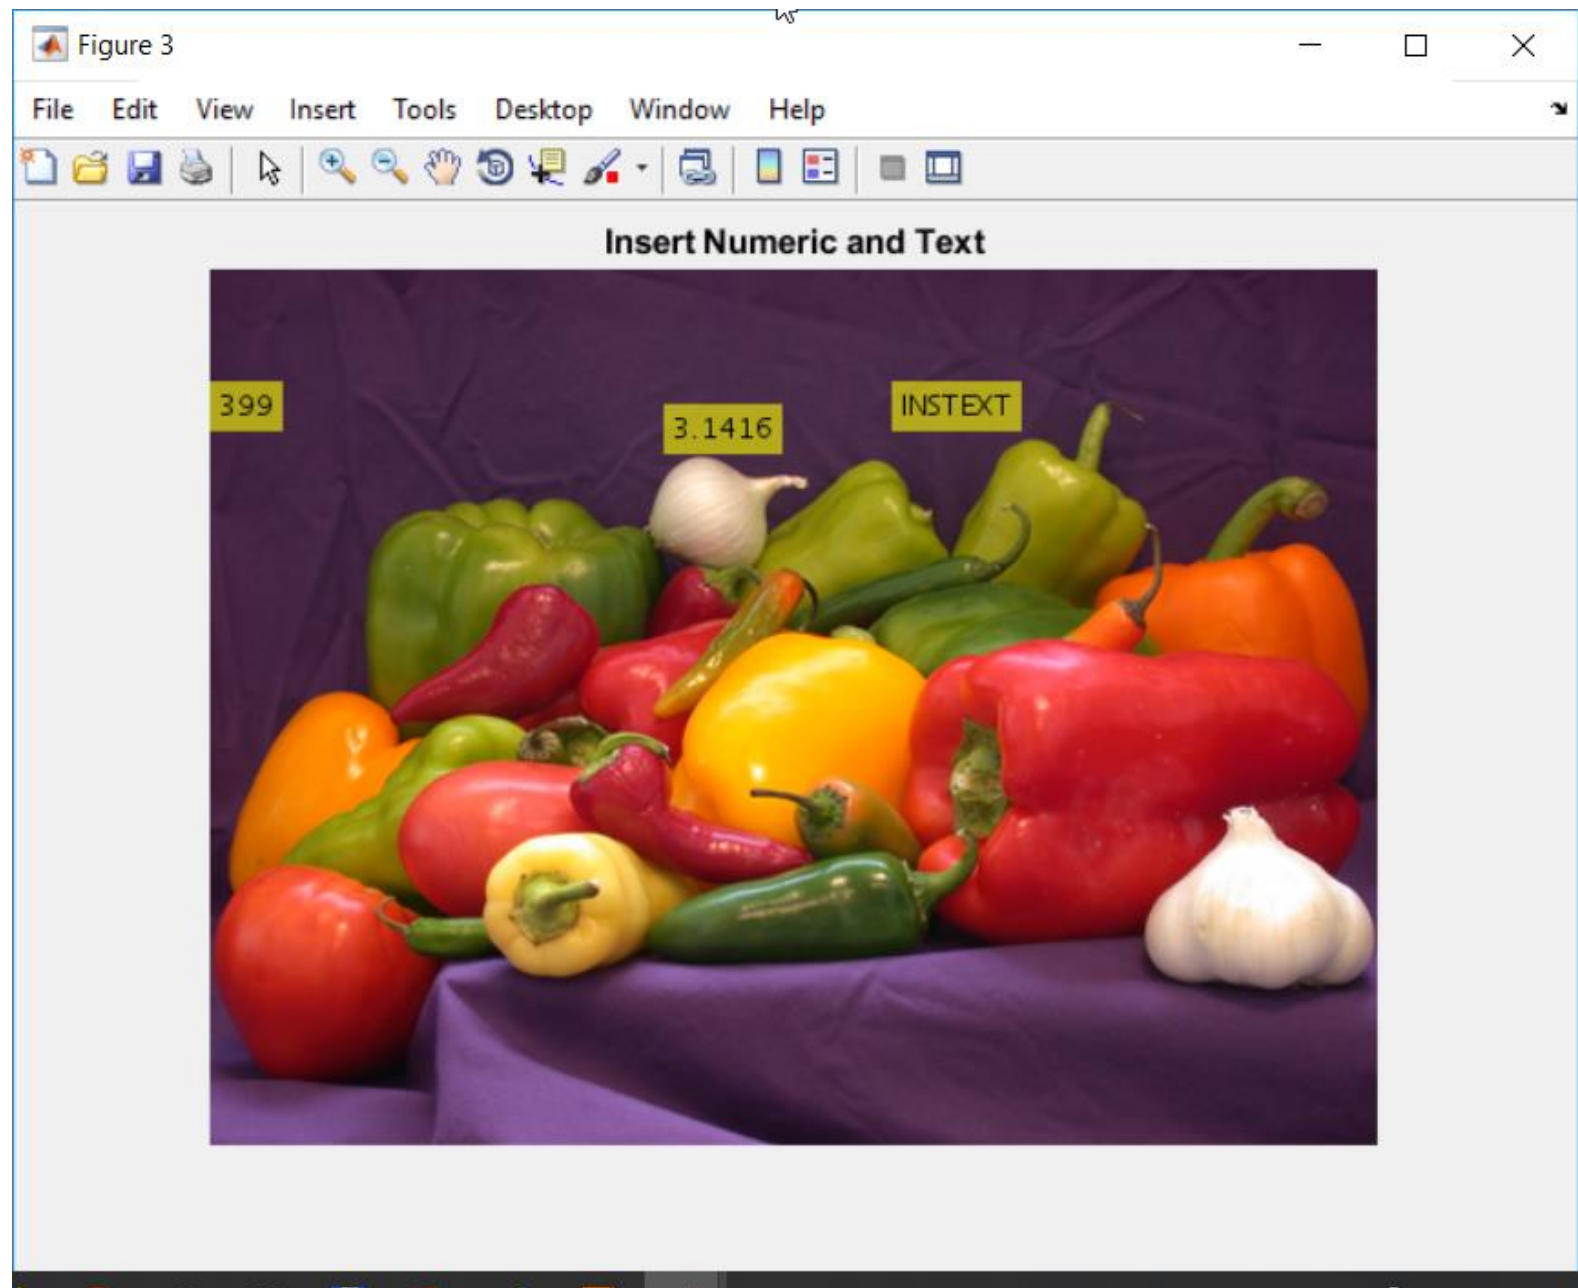 Figure 3
File Edit View Insert Tools Desktop Window Help
Insert Numeric and Text
399
3.1416
INSTEXT